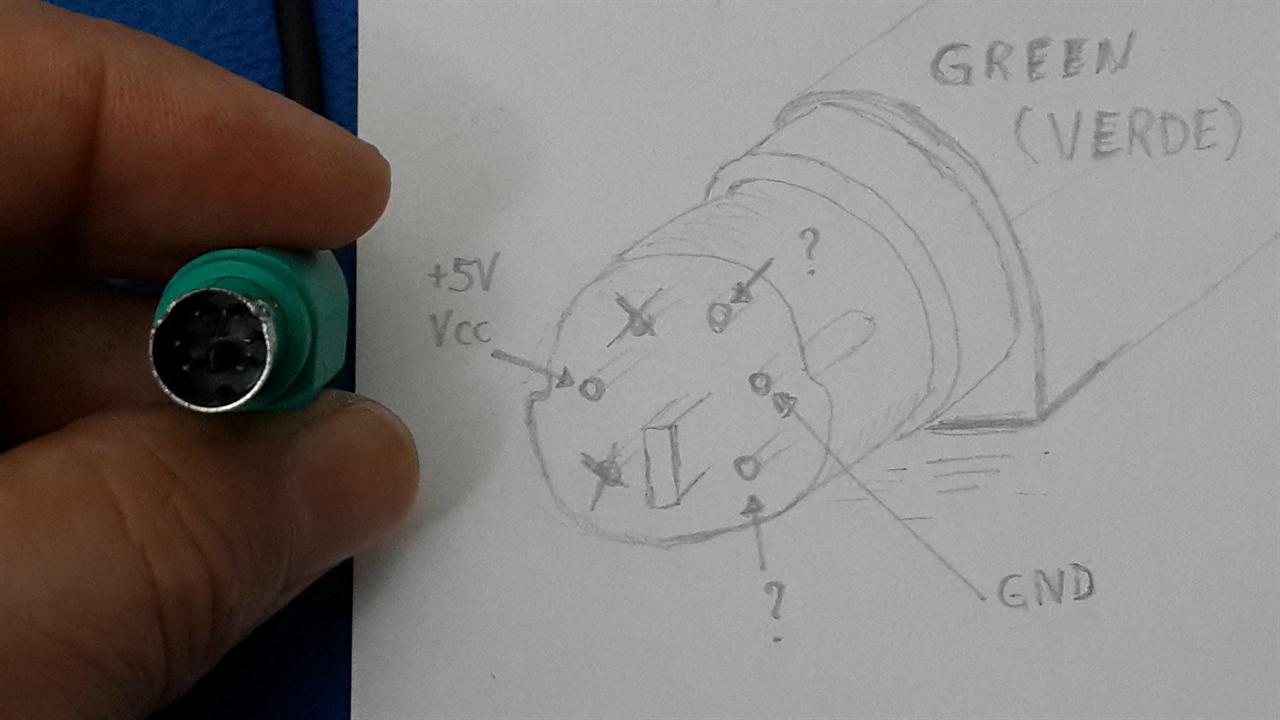 GREEN
(VERDE)
?
+5V
Vcc
GND
?